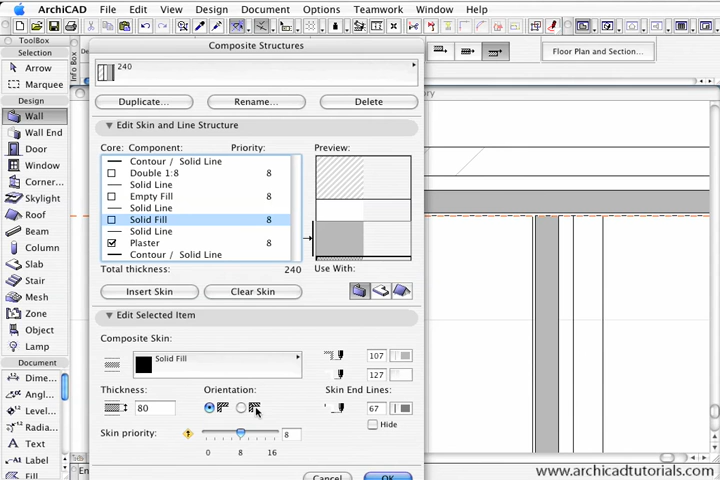 ArchiCAD File Edit View Design Document Options Teamwork Window Help
ToolBox
Selection
Arrow
Marquee
Design
Wall
Wall End
Door
Window
Corner...
Skylight
Roof
Beam
Column
Slab
Stair
Mesh
Zone
Object
Lamp
Document
Dime...
Angl...
Level...
Radia...
Text
Label
Fill
Info Box
Composite Structures
240
Duplicate... Rename... Delete
Edit Skin and Line Structure
Core: Component: Priority: Preview:
Contour / Solid Line
Double 1:8 8
Solid Line
Empty Fill 8
Solid Line
Solid Fill 8
Solid Line
Plaster 8
Contour / Solid Line
Total thickness: 240 Use With:
Insert Skin Clear Skin
Edit Selected Item
Composite Skin:
Solid Fill
107
127
Thickness: Orientation: Skin End Lines:
80
67
Hide
Skin priority: 8
0 8 16
Cancel OK
Floor Plan and Section...
www.archicadtutorials.com